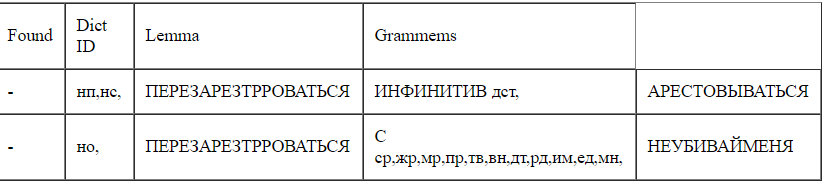 Found Dict ID Lemma Grammems
- нп,нс, ПЕРЕЗАРЕЗТРРОВАТЬСЯ ИНФИНИТИВ дст, АРЕСТОВЫВАТЬСЯ
- но, ПЕРЕЗАРЕЗТРРОВАТЬСЯ С ср,жр,мр,пр,тв,вн,дт,рд,им,ед,мн, НЕУБИВАЙМЕНЯ